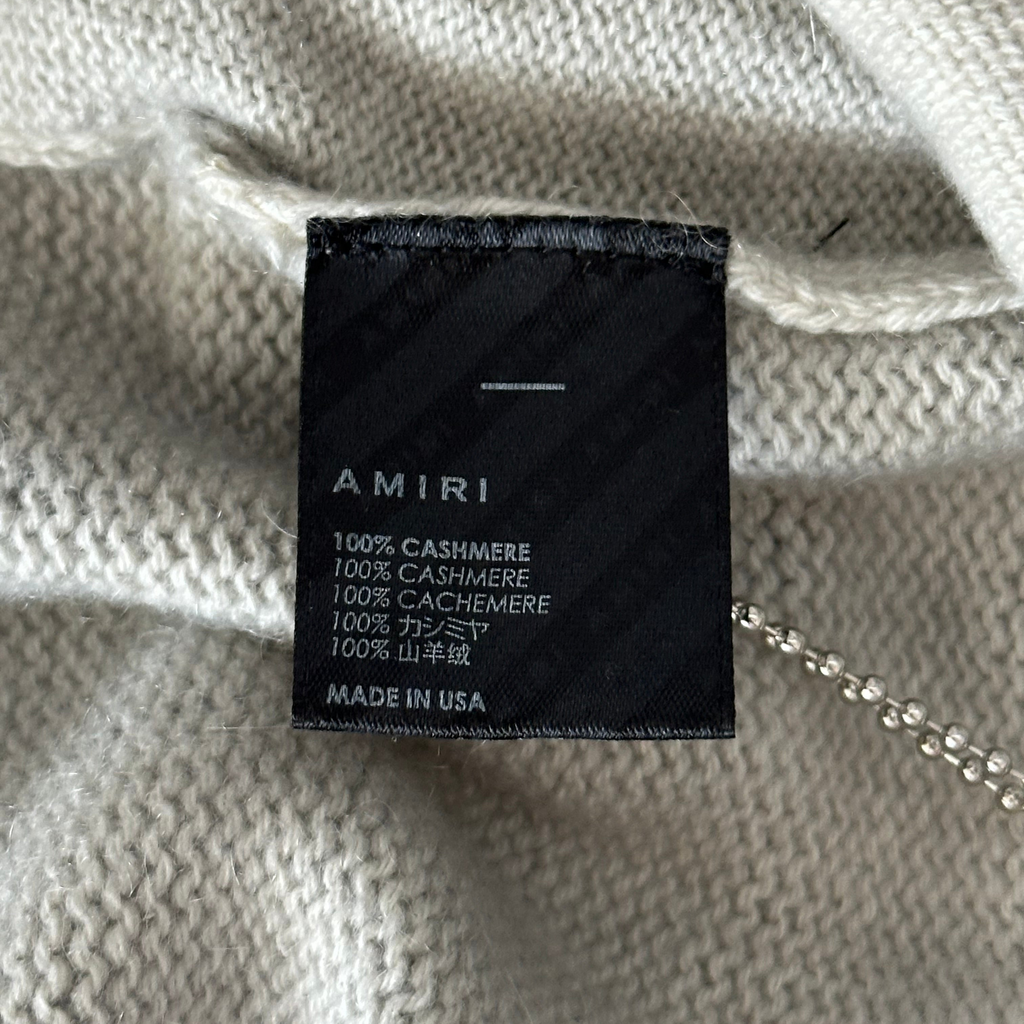 AMIRI
100% CASHMERE
100% CASHMERE
100% CACHEMERE
100% カシミヤ
100% 山羊绒
MADE IN USA